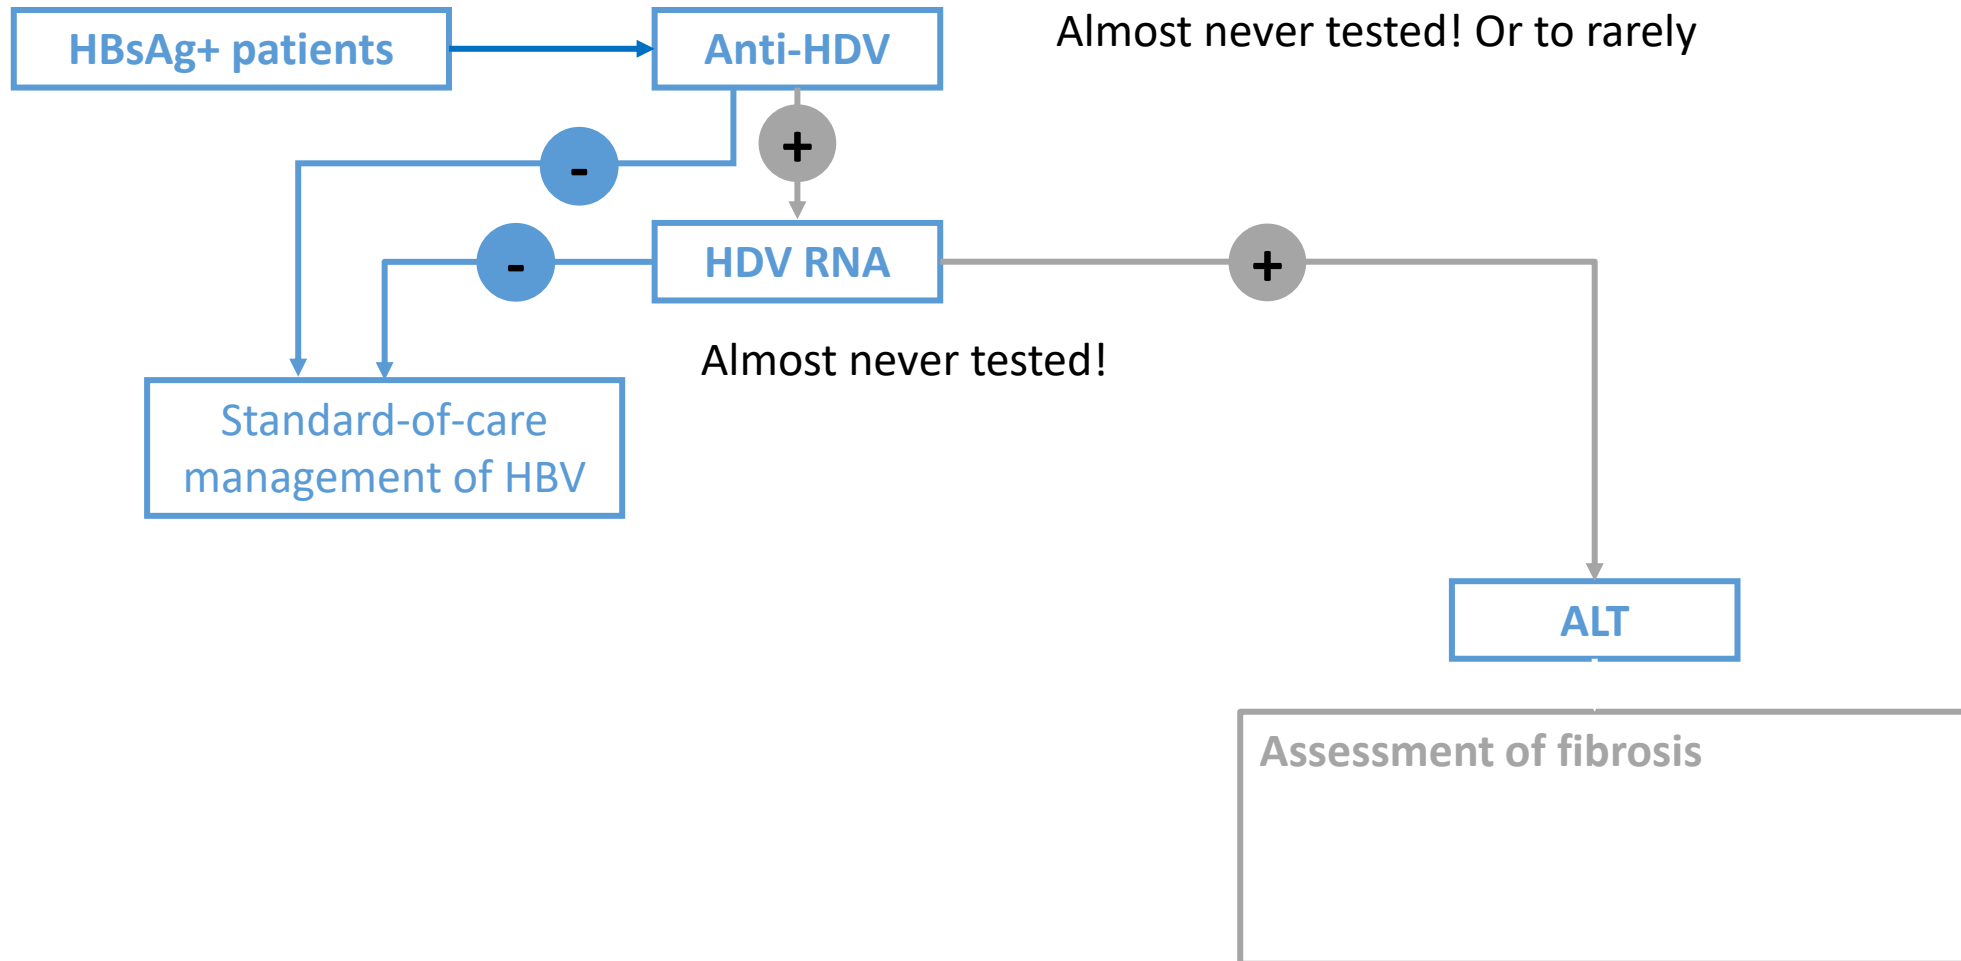 HBsAg+ patients
Anti-HDV
Almost never tested! Or to rarely
-
+
-
HDV RNA
+
Almost never tested!
Standard-of-care
management of HBV
ALT
Assessment of fibrosis